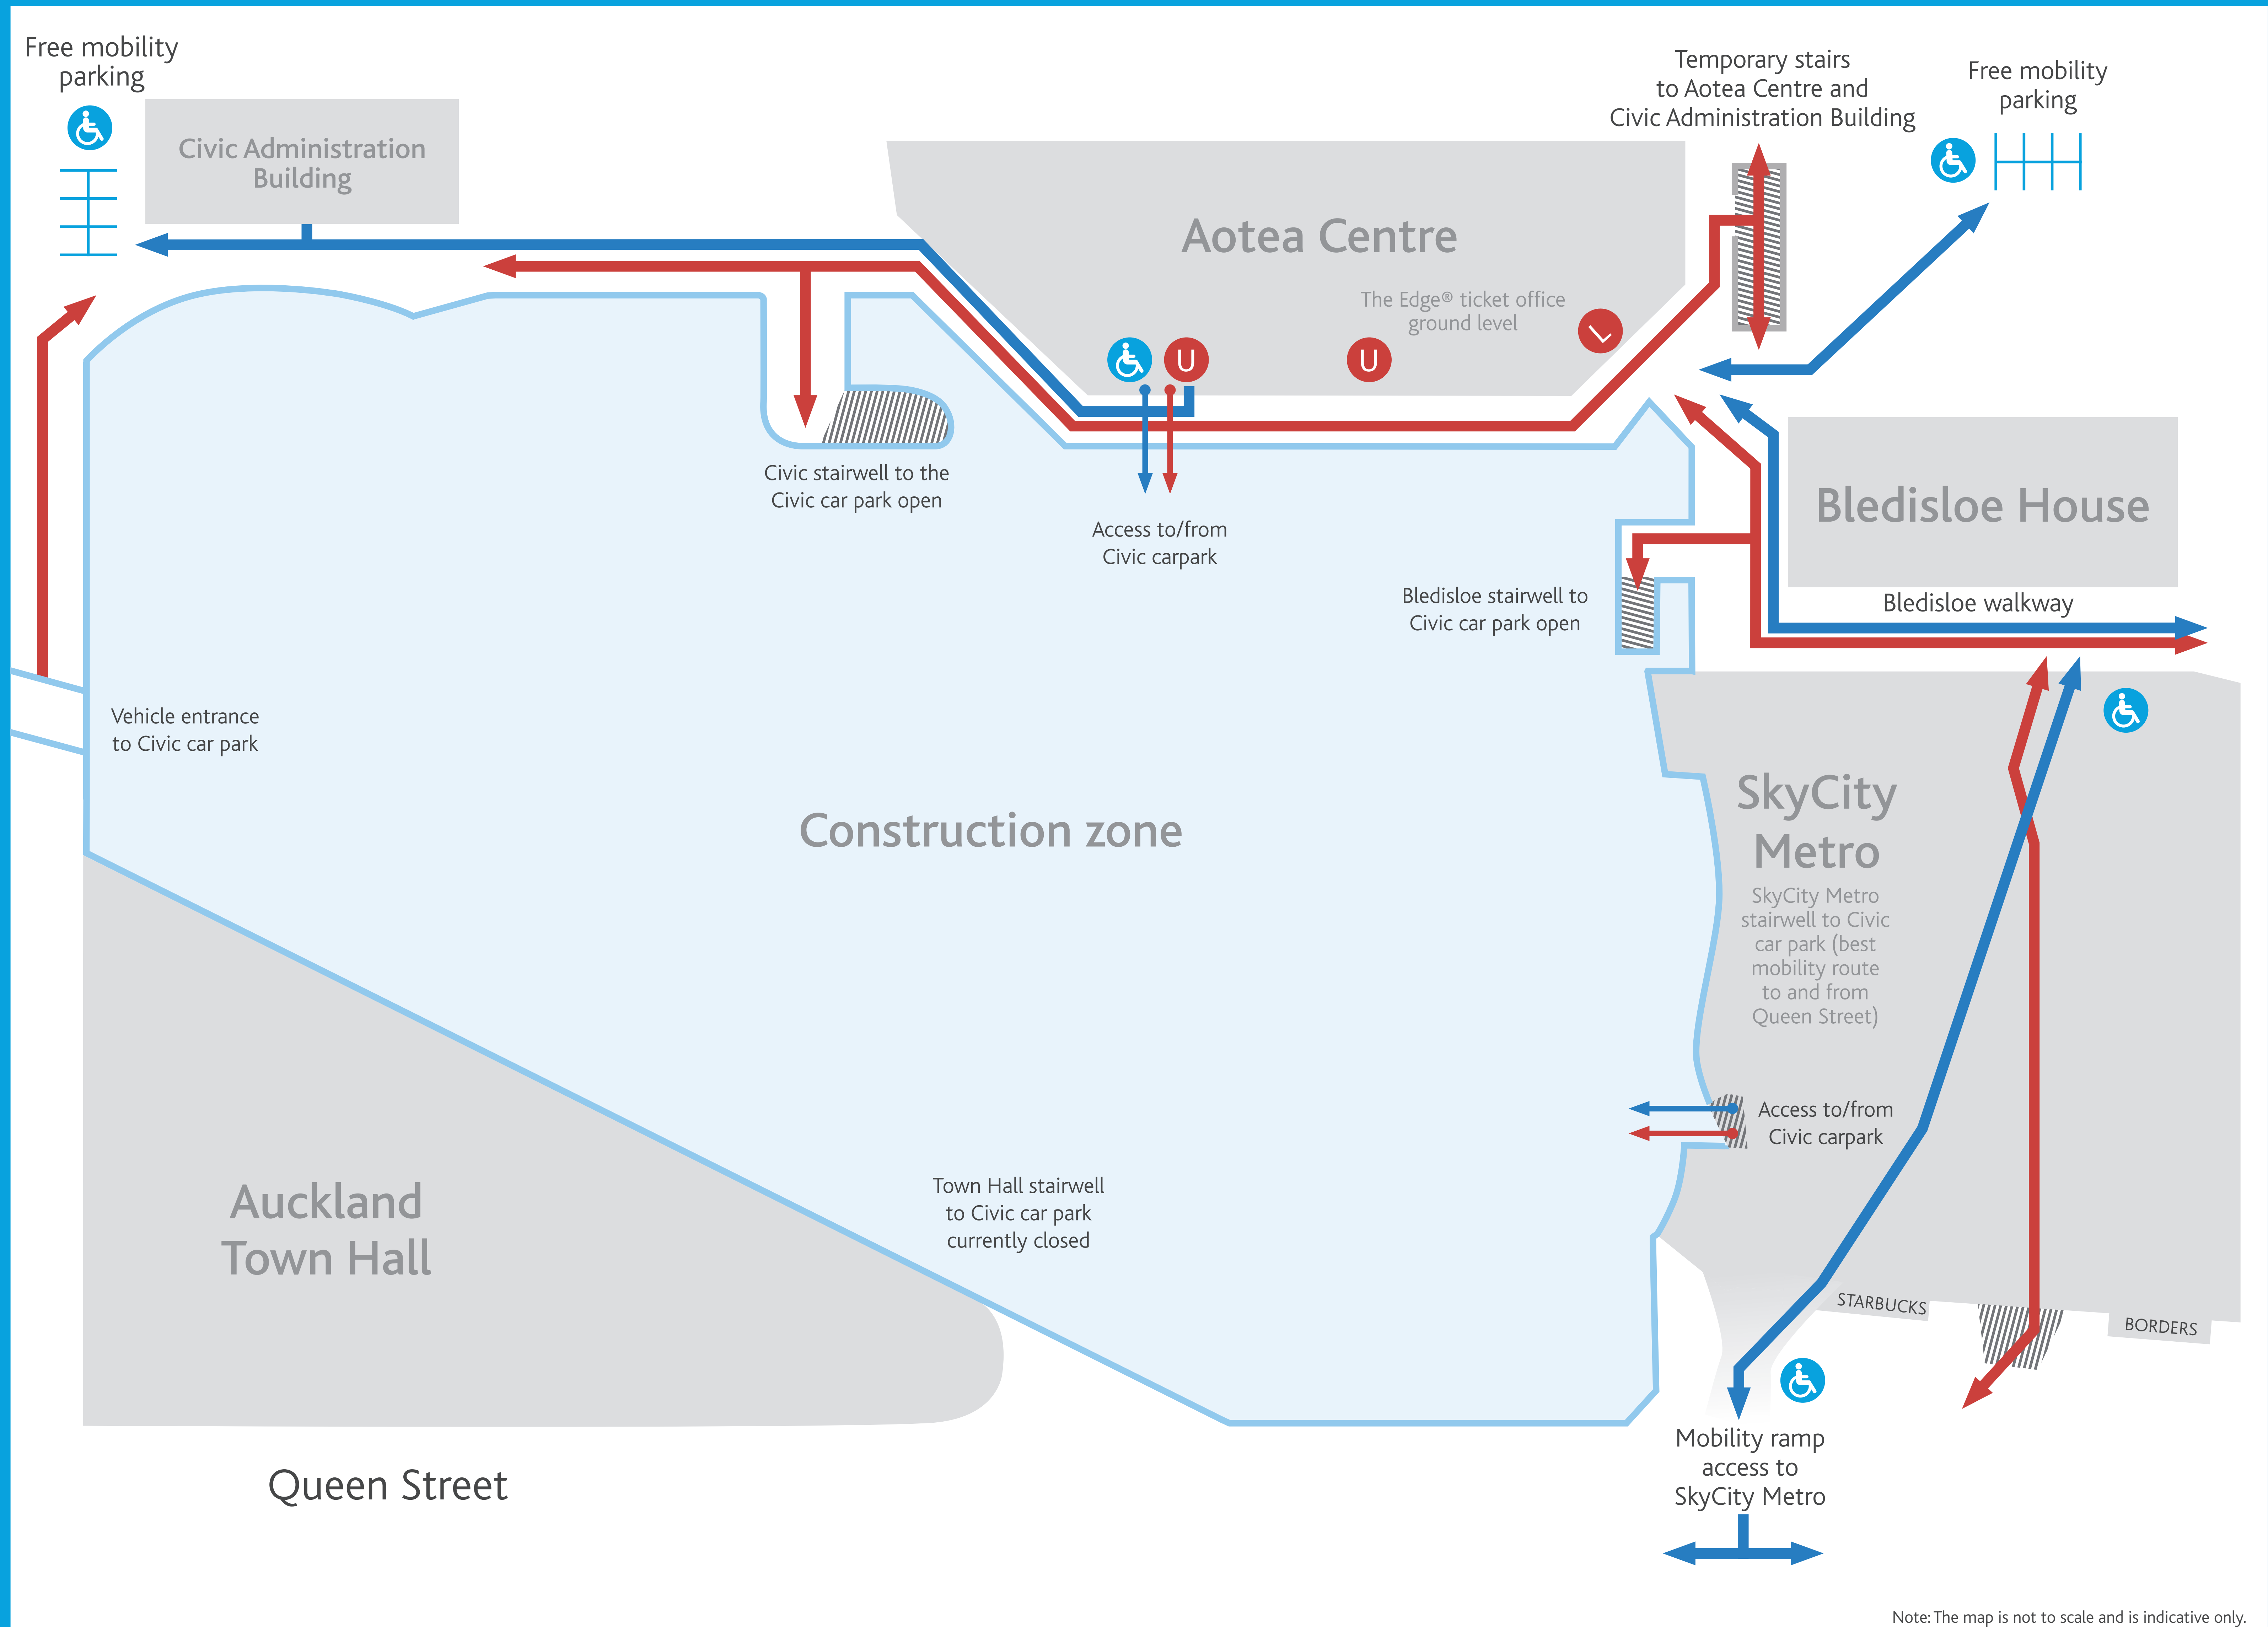 Free mobility
parking
Civic Administration
Building
Aotea Centre
The Edge® ticket office
ground level
L
U
U
Temporary stairs
to Aotea Centre and
Civic Administration Building
Free mobility
parking
Civic stairwell to the
Civic car park open
Access to/from
Civic carpark
Bledisloe House
Bledisloe stairwell to
Civic car park open
Bledisloe walkway
Vehicle entrance
to Civic car park
Construction zone
SkyCity
Metro
SkyCity Metro
stairwell to Civic
car park (best
mobility route
to and from
Queen Street)
Access to/from
Civic carpark
Auckland
Town Hall
Town Hall stairwell
to Civic car park
currently closed
STARBUCKS
BORDERS
Mobility ramp
access to
SkyCity Metro
Queen Street
Note: The map is not to scale and is indicative only.